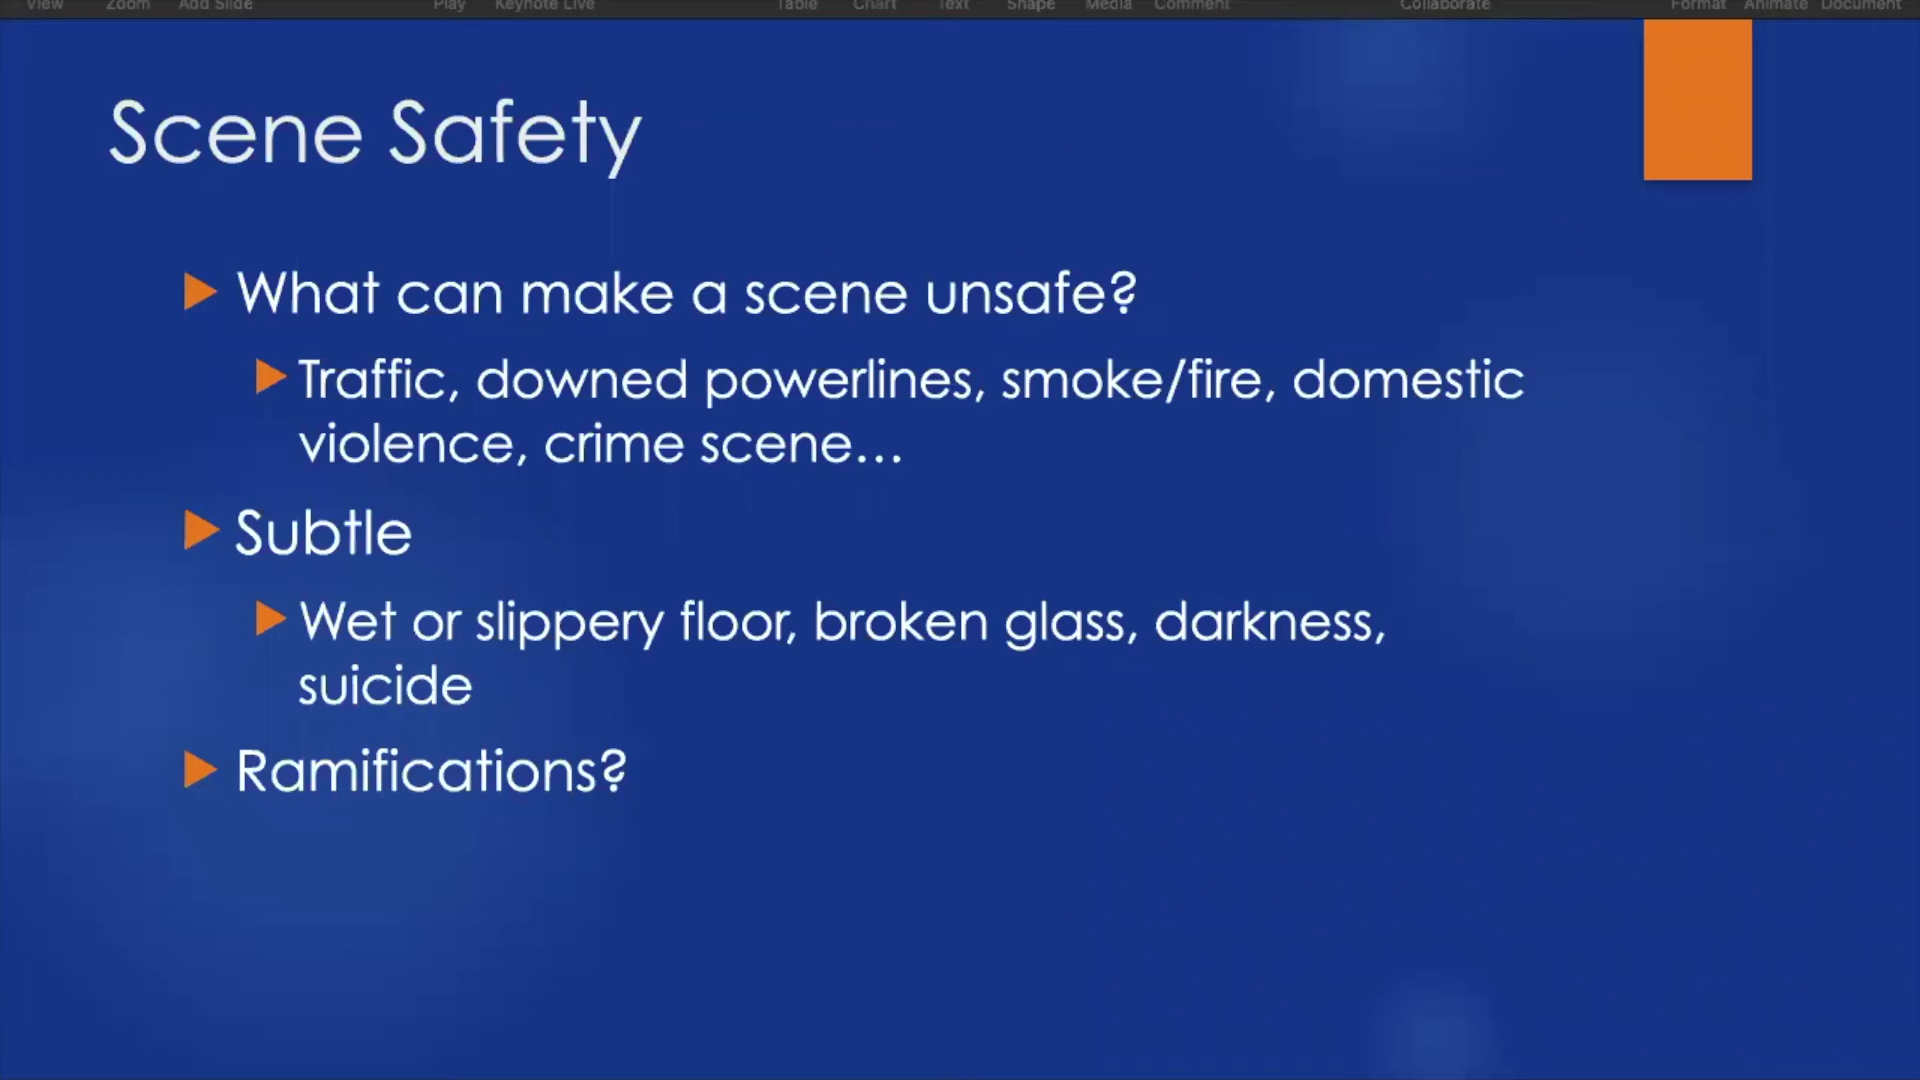 View Zoom Add Slide Play Keynote Live Table Chart Text Shape Media Comment Collaborate Format Animate Document
Scene Safety
What can make a scene unsafe?
Traffic, downed powerlines, smoke/fire, domestic
violence, crime scene...
Subtle
Wet or slippery floor, broken glass, darkness,
suicide
Ramifications?